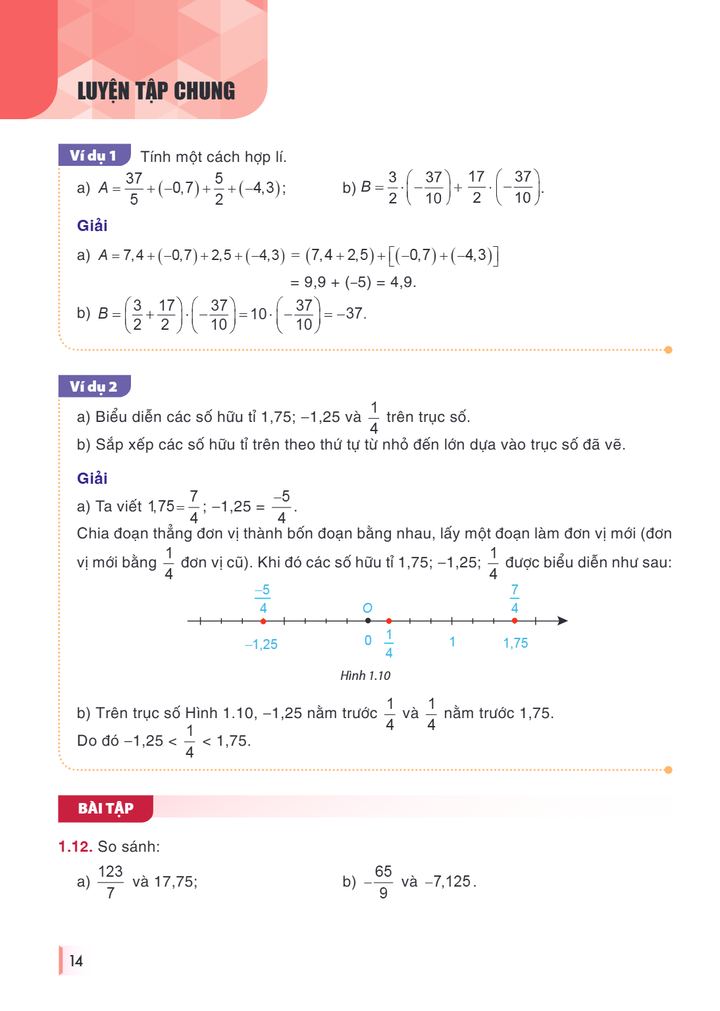 LUYỆN TẬP CHUNG
Ví dụ 1 Tính một cách hợp lí.
a) A = 37/5 + (−0,7) + 5/2 + (−4,3); b) B = 3/2 · (−37/10) + 17/2 · (−37/10).
Giải
a) A = 7,4 + (−0,7) + 2,5 + (−4,3) = (7,4 + 2,5) + [(−0,7) + (−4,3)]
= 9,9 + (−5) = 4,9.
b) B = (3/2 + 17/2) · (−37/10) = 10 · (−37/10) = −37.
Ví dụ 2
a) Biểu diễn các số hữu tỉ 1,75; −1,25 và 1/4 trên trục số.
b) Sắp xếp các số hữu tỉ trên theo thứ tự từ nhỏ đến lớn dựa vào trục số đã vẽ.
Giải
a) Ta viết 1,75 = 7/4; −1,25 = −5/4.
Chia đoạn thẳng đơn vị thành bốn đoạn bằng nhau, lấy một đoạn làm đơn vị mới (đơn
vị mới bằng 1/4 đơn vị cũ). Khi đó các số hữu tỉ 1,75; −1,25; 1/4 được biểu diễn như sau:
−5/4 O 7/4
−1,25 0 1/4 1 1,75
Hình 1.10
b) Trên trục số Hình 1.10, −1,25 nằm trước 1/4 và 1/4 nằm trước 1,75.
Do đó −1,25 < 1/4 < 1,75.
BÀI TẬP
1.12. So sánh:
a) 123/7 và 17,75; b) −65/9 và −7,125.
14